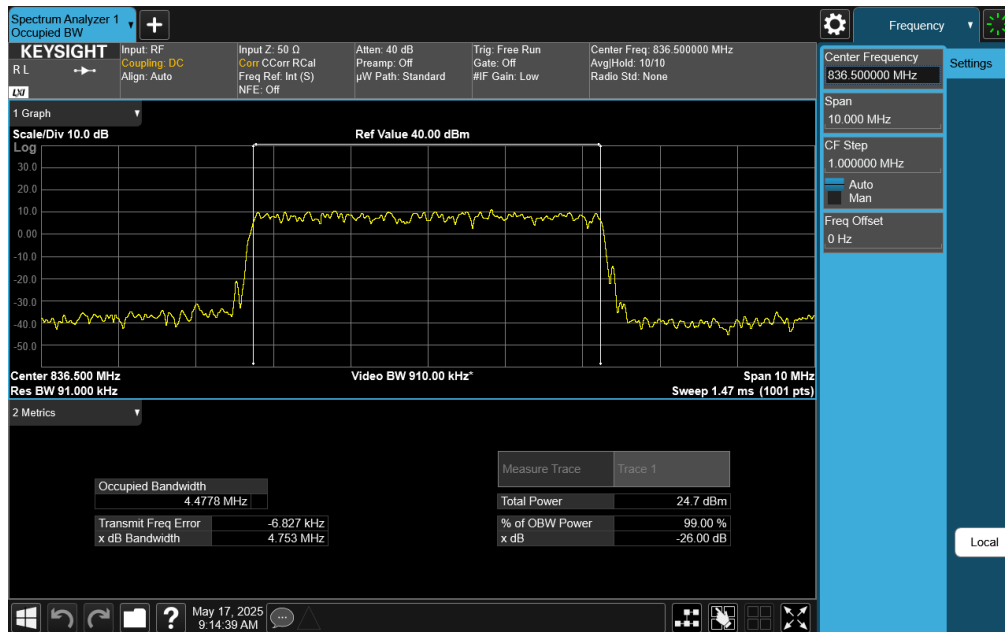 Spectrum Analyzer 1
Occupied BW
Frequency
KEYSIGHT
R L
LXI
Input: RF
Coupling: DC
Align: Auto
Input Z: 50 Ω
Corr CCorr RCal
Freq Ref: Int (S)
NFE: Off
Atten: 40 dB
Preamp: Off
µW Path: Standard
Trig: Free Run
Gate: Off
#IF Gain: Low
Center Freq: 836.500000 MHz
Avg|Hold: 10/10
Radio Std: None
Center Frequency
836.500000 MHz
Settings
Span
10.000 MHz
CF Step
1.000000 MHz
Auto
Man
Freq Offset
0 Hz
Local
1 Graph
Scale/Div 10.0 dB
Ref Value 40.00 dBm
Log
30.0
20.0
10.0
0.00
-10.0
-20.0
-30.0
-40.0
-50.0
Center 836.500 MHz
Video BW 910.00 kHz*
Span 10 MHz
Res BW 91.000 kHz
Sweep 1.47 ms (1001 pts)
2 Metrics
Measure Trace
Trace 1
Occupied Bandwidth
4.4778 MHz
Total Power
24.7 dBm
Transmit Freq Error
-6.827 kHz
% of OBW Power
99.00 %
x dB Bandwidth
4.753 MHz
x dB
-26.00 dB
May 17, 2025
9:14:39 AM